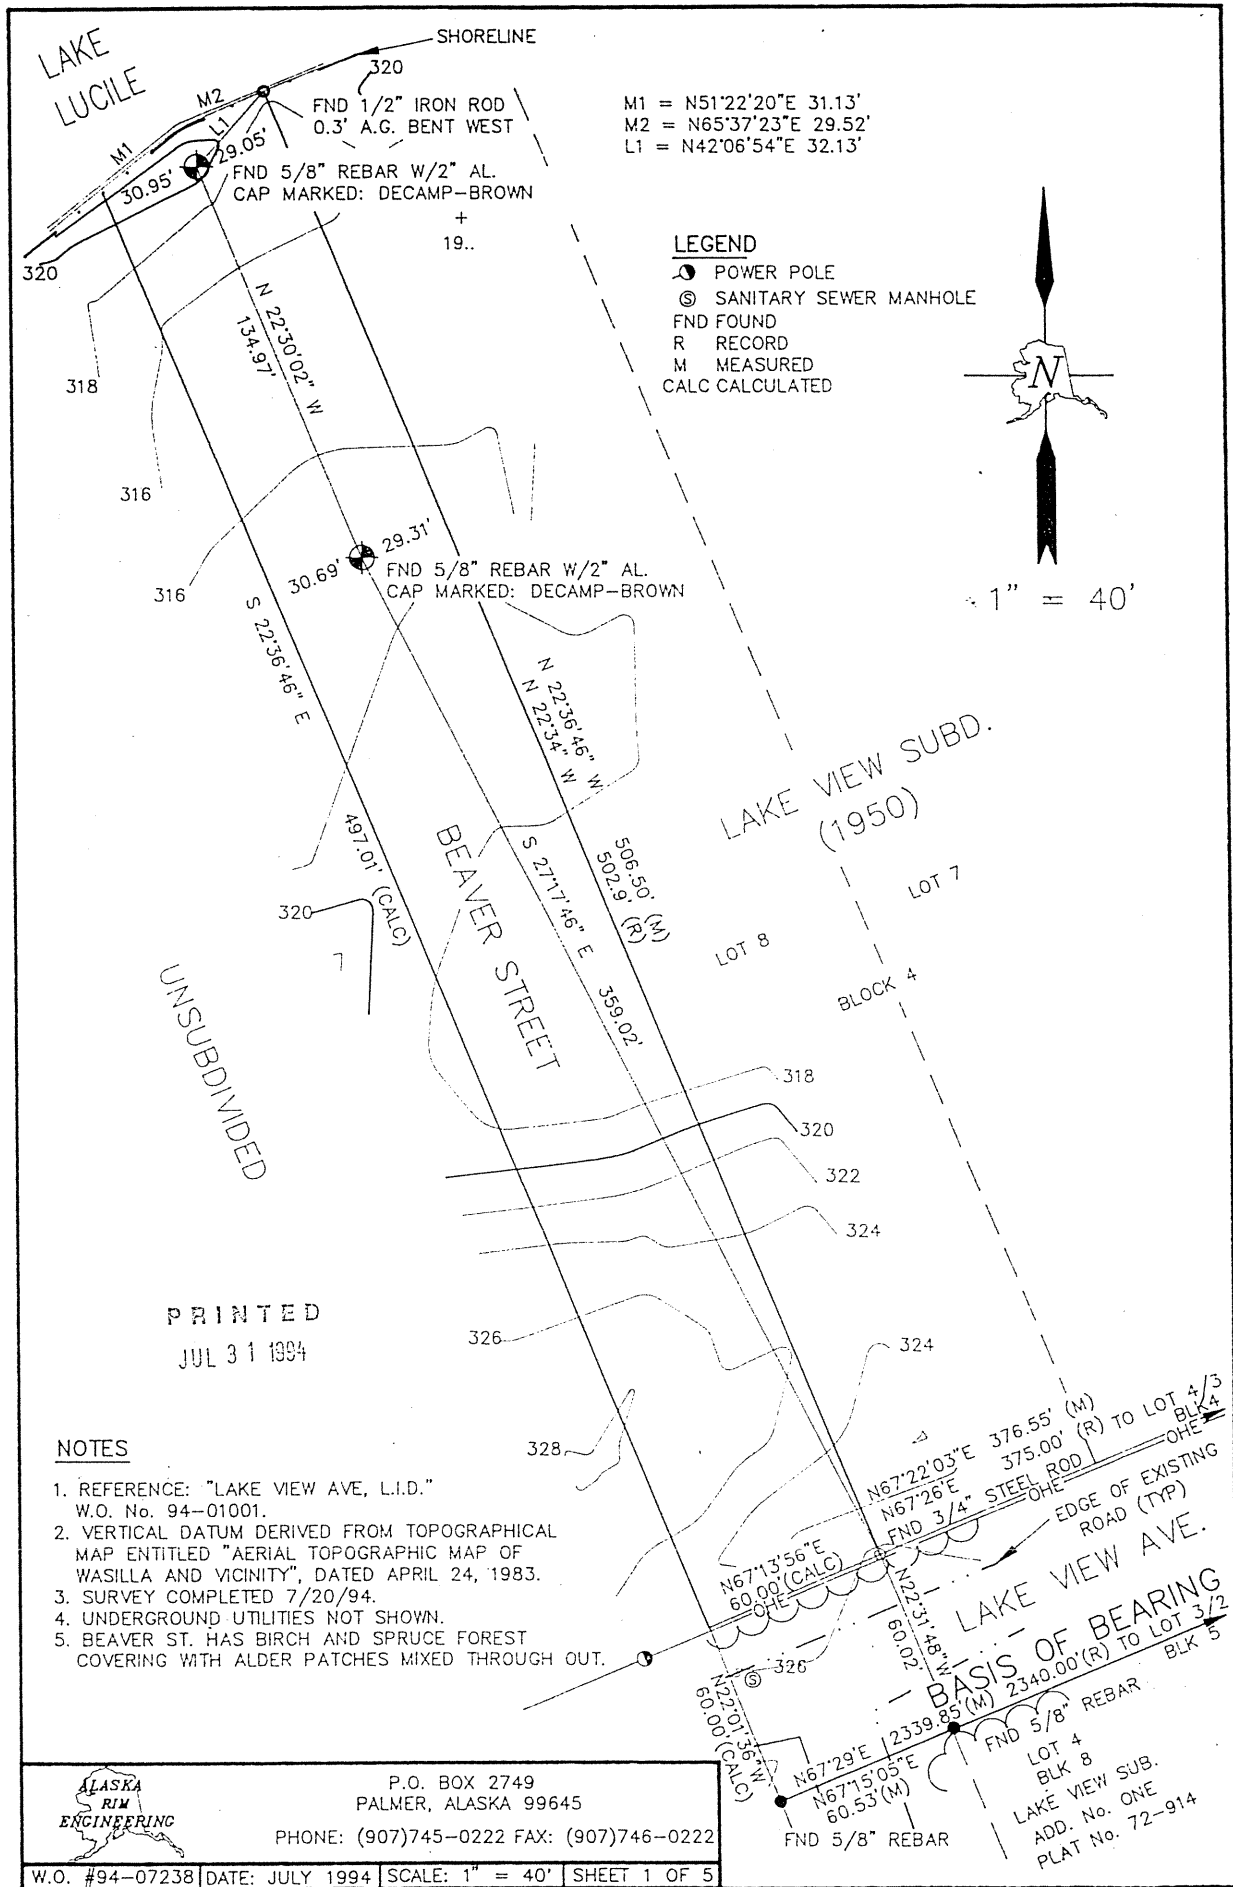 LAKE
LUCILE
SHORELINE
320
M2
L1
M1
FND 1/2" IRON ROD
0.3' A.G. BENT WEST
29.05'
30.95'
FND 5/8" REBAR W/2" AL.
CAP MARKED: DECAMP-BROWN
+
19..
M1 = N51°22'20"E 31.13'
M2 = N65°37'23"E 29.52'
L1 = N42°06'54"E 32.13'
LEGEND
POWER POLE
Ⓢ SANITARY SEWER MANHOLE
FND FOUND
R RECORD
M MEASURED
CALC CALCULATED
N
1" = 40'
320
318
316
316
N 22°30'02" W
134.97'
30.69'
29.31'
FND 5/8" REBAR W/2" AL.
CAP MARKED: DECAMP-BROWN
S 22°36'46" E
497.01' (CALC)
N 22°36'46" W
N 22°34" W
506.50' (M)
502.9' (R)
S 27°17'46" E
359.02'
BEAVER STREET
LAKE VIEW SUBD.
(1950)
LOT 7
LOT 8
BLOCK 4
320
7
UNSUBDIVIDED
318
320
322
324
326
324
328
PRINTED
JUL 31 1994
NOTES
1. REFERENCE: "LAKE VIEW AVE, L.I.D."
W.O. No. 94-01001.
2. VERTICAL DATUM DERIVED FROM TOPOGRAPHICAL
MAP ENTITLED "AERIAL TOPOGRAPHIC MAP OF
WASILLA AND VICINITY", DATED APRIL 24, 1983.
3. SURVEY COMPLETED 7/20/94.
4. UNDERGROUND UTILITIES NOT SHOWN.
5. BEAVER ST. HAS BIRCH AND SPRUCE FOREST
COVERING WITH ALDER PATCHES MIXED THROUGH OUT.
N67°22'03"E 376.55' (M)
N67°26'E 375.00' (R) TO LOT 4/3
BLK4
FND 3/4" STEEL ROD
OHE
OHE
EDGE OF EXISTING
ROAD (TYP)
N67°13'56"E
60.00'(CALC)
OHE
N22°31'48"W
60.02'
LAKE VIEW AVE.
BASIS OF BEARING
Ⓢ 326
N22°01'36"W
60.00'(CALC)
N67°29'E 2339.85'(M) 2340.00'(R) TO LOT 3/2
BLK 5
N67°15'05"E
60.53'(M)
FND 5/8" REBAR
FND 5/8" REBAR
LOT 4
BLK 8
LAKE VIEW SUB.
ADD. No. ONE
PLAT No. 72-914
ALASKA
RIM
ENGINEERING
P.O. BOX 2749
PALMER, ALASKA 99645
PHONE: (907)745-0222 FAX: (907)746-0222
W.O. #94-07238 DATE: JULY 1994 SCALE: 1" = 40' SHEET 1 OF 5